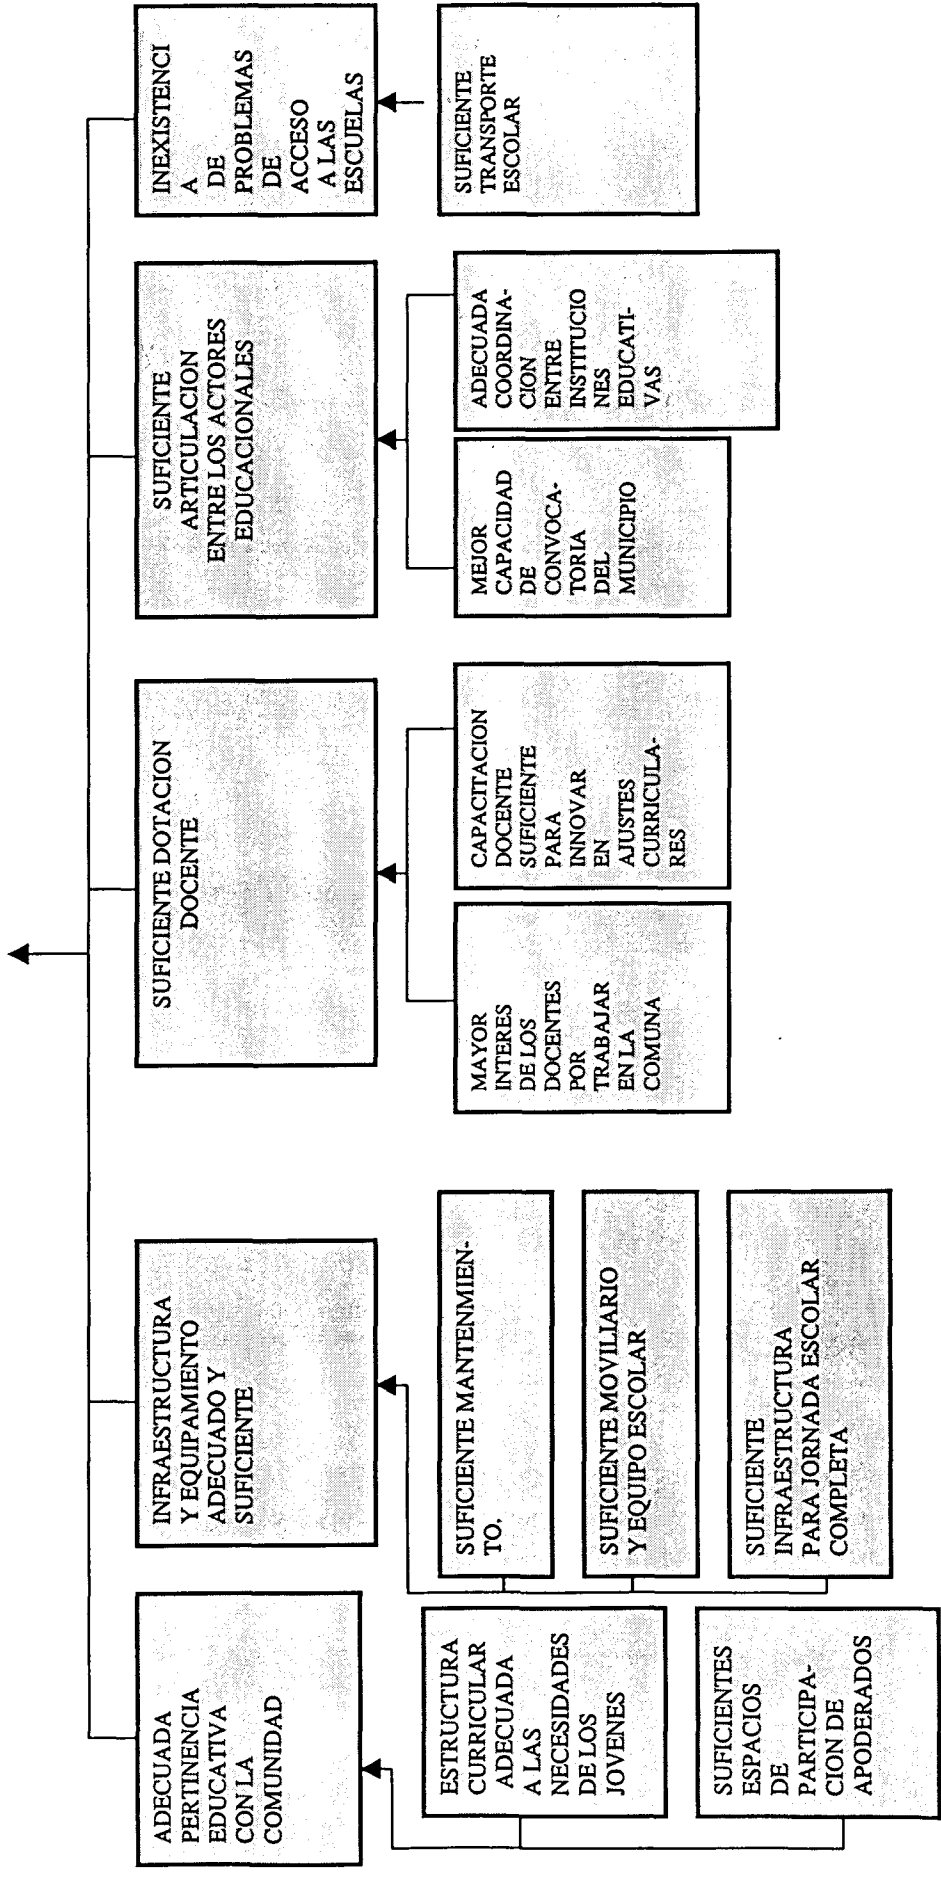 ADECUADA
PERTINENCIA
EDUCATIVA
CON LA
COMUNIDAD
INFRAESTRUCTURA
Y EQUIPAMIENTO
ADECUADO Y
SUFICIENTE
SUFICIENTE DOTACION
DOCENTE
SUFICIENTE
ARTICULACION
ENTRE LOS ACTORES
EDUCACIONALES
INEXISTENCI
A
DE
PROBLEMAS
DE
ACCESO
A LAS
ESCUELAS
ESTRUCTURA
CURRICULAR
ADECUADA
A LAS
NECESIDADES
DE LOS
JOVENES
SUFICIENTES
ESPACIOS
DE
PARTICIPA-
CION DE
APODERADOS
SUFICIENTE MANTENMIEN-
TO.
SUFICIENTE MOVILIARIO
Y EQUIPO ESCOLAR
SUFICIENTE
INFRAESTRUCTURA
PARA JORNADA ESCOLAR
COMPLETA
MAYOR
INTERES
DE LOS
DOCENTES
POR
TRABAJAR
EN LA
COMUNA
CAPACITACION
DOCENTE
SUFICIENTE
PARA
INNOVAR
EN
AJUSTES
CURRICULA-
RES
MEJOR
CAPACIDAD
DE
CONVOCA-
TORIA
DEL
MUNICIPIO
ADECUADA
COORDINA-
CION
ENTRE
INSTITUCIO
NES
EDUCATI-
VAS
SUFICIENTE
TRANSPORTE
ESCOLAR